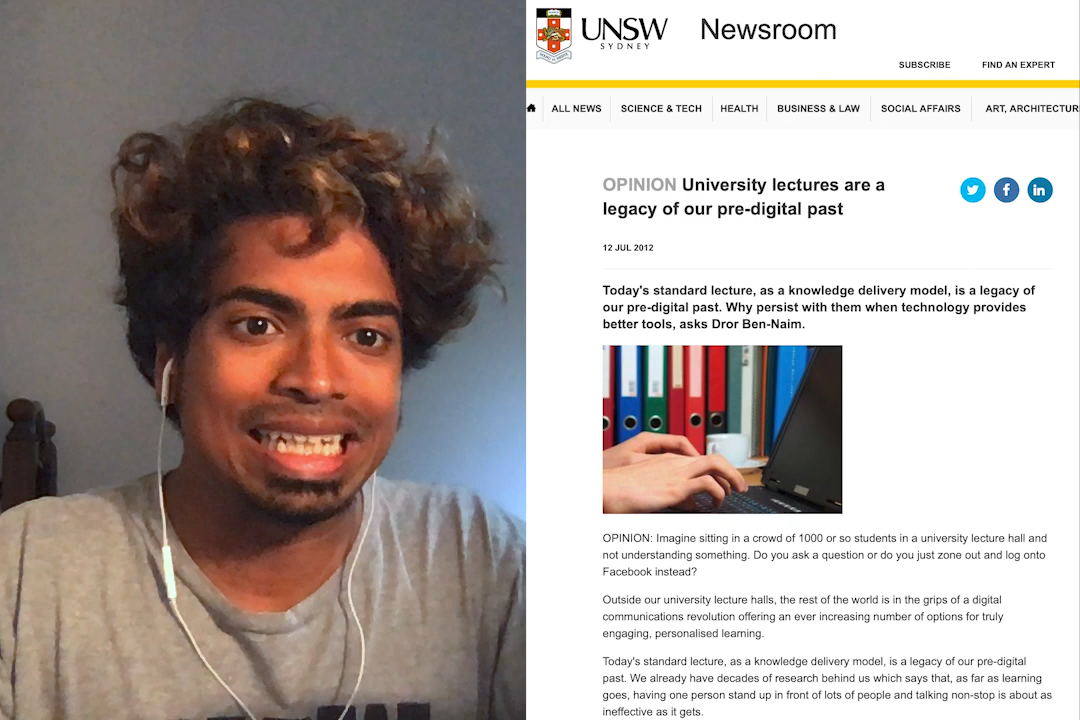 UNSW
SYDNEY
Newsroom
SUBSCRIBE
FIND AN EXPERT
ALL NEWS
SCIENCE & TECH
HEALTH
BUSINESS & LAW
SOCIAL AFFAIRS
ART, ARCHITECTUR
OPINION University lectures are a
legacy of our pre-digital past
12 JUL 2012
Today's standard lecture, as a knowledge delivery model, is a legacy of
our pre-digital past. Why persist with them when technology provides
better tools, asks Dror Ben-Naim.
OPINION: Imagine sitting in a crowd of 1000 or so students in a university lecture hall and
not understanding something. Do you ask a question or do you just zone out and log onto
Facebook instead?
Outside our university lecture halls, the rest of the world is in the grips of a digital
communications revolution offering an ever increasing number of options for truly
engaging, personalised learning.
Today's standard lecture, as a knowledge delivery model, is a legacy of our pre-digital
past. We already have decades of research behind us which says that, as far as learning
goes, having one person stand up in front of lots of people and talking non-stop is about as
ineffective as it gets.